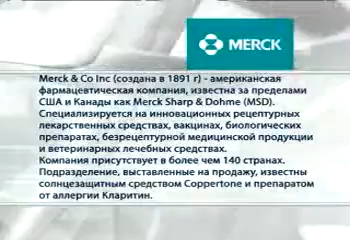 MERCK
Merck & Co Inc (создана в 1891 г) - американская
фармацевтическая компания, известна за пределами
США и Канады как Merck Sharp & Dohme (MSD).
Специализируется на инновационных рецептурных
лекарственных средствах, вакцинах, биологических
препаратах, безрецептурной медицинской продукции
и ветеринарных лечебных средствах.
Компания присутствует в более чем 140 странах.
Подразделение, выставленные на продажу, известны
солнцезащитным средством Coppertone и препаратом
от аллергии Кларитин.